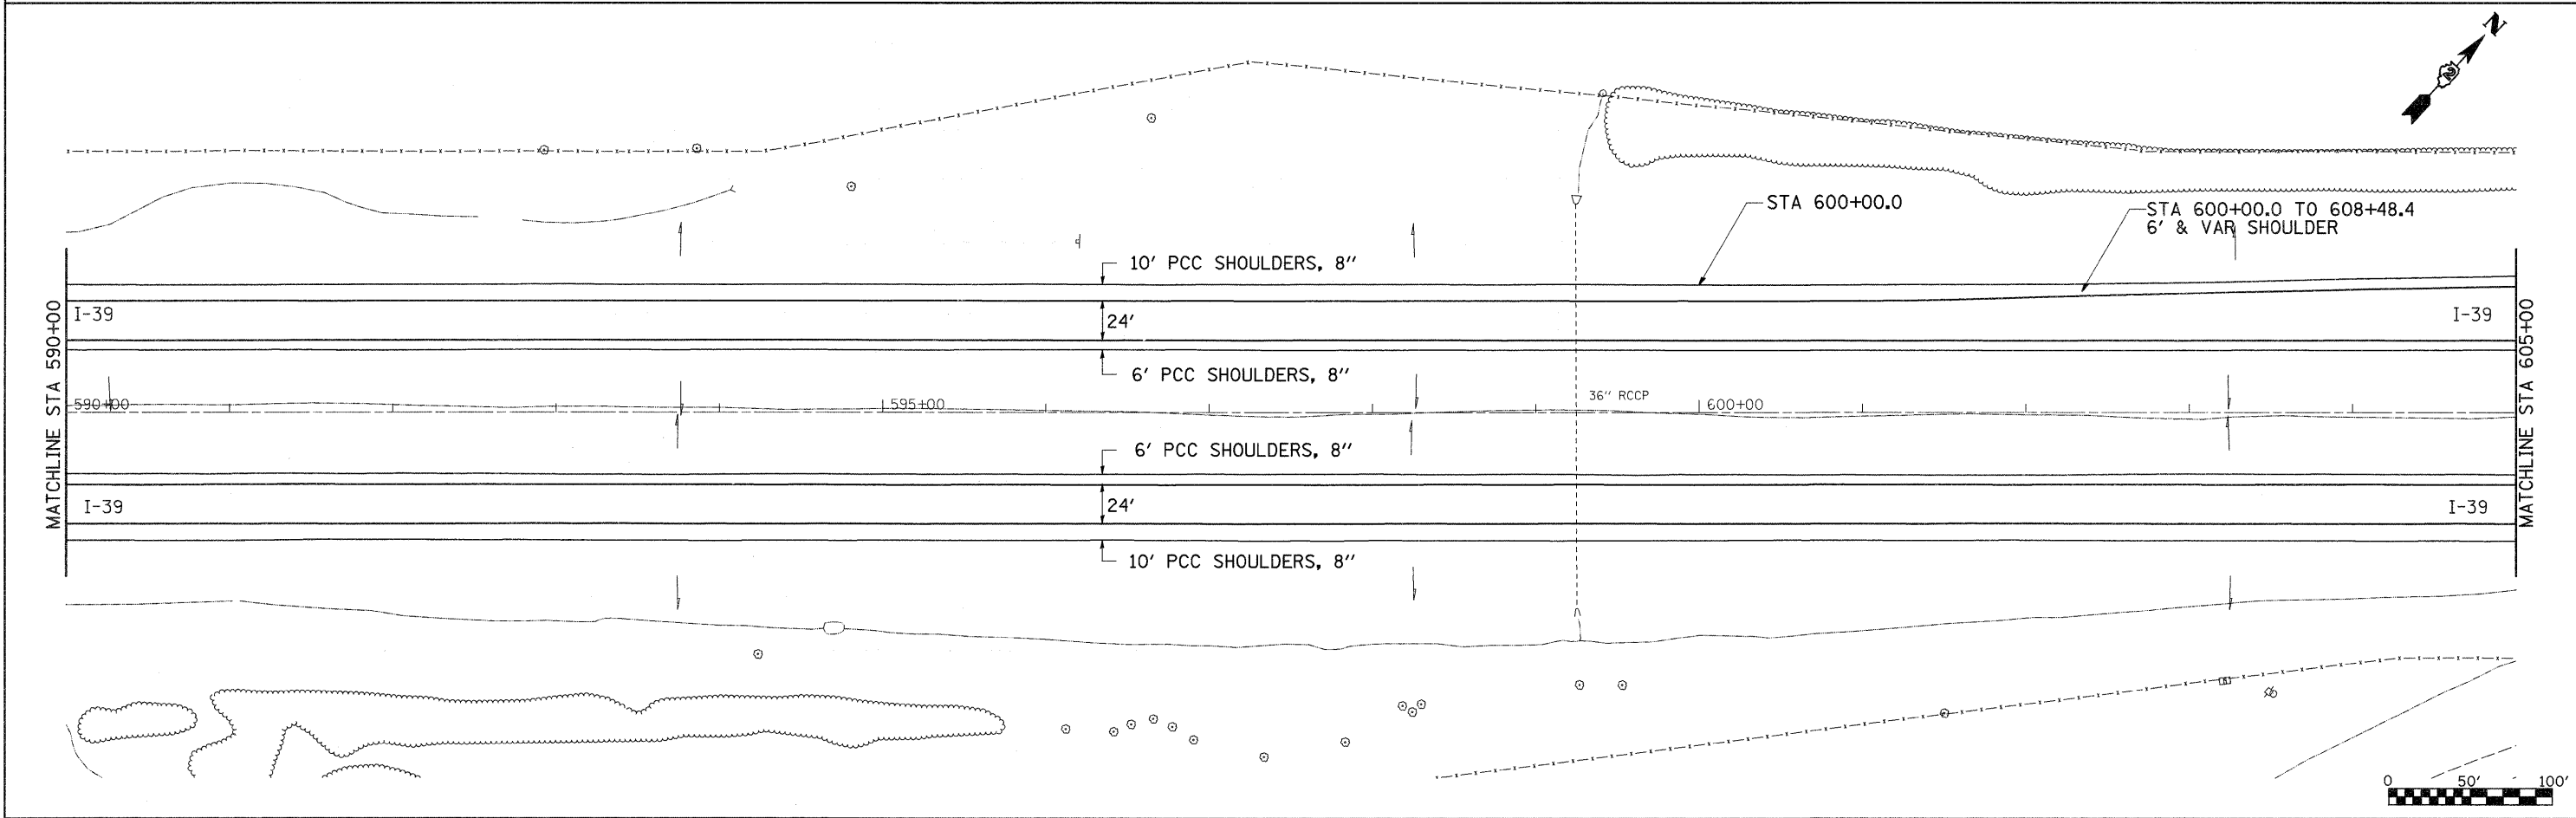 N
STA 600+00.0
STA 600+00.0 TO 608+48.4
6' & VAR SHOULDER
10' PCC SHOULDERS, 8"
I-39
24'
I-39
MATCHLINE STA 590+00
MATCHLINE STA 605+00
6' PCC SHOULDERS, 8"
590+00
595+00
36" RCCP
600+00
6' PCC SHOULDERS, 8"
I-39
24'
I-39
10' PCC SHOULDERS, 8"
0 50' 100'